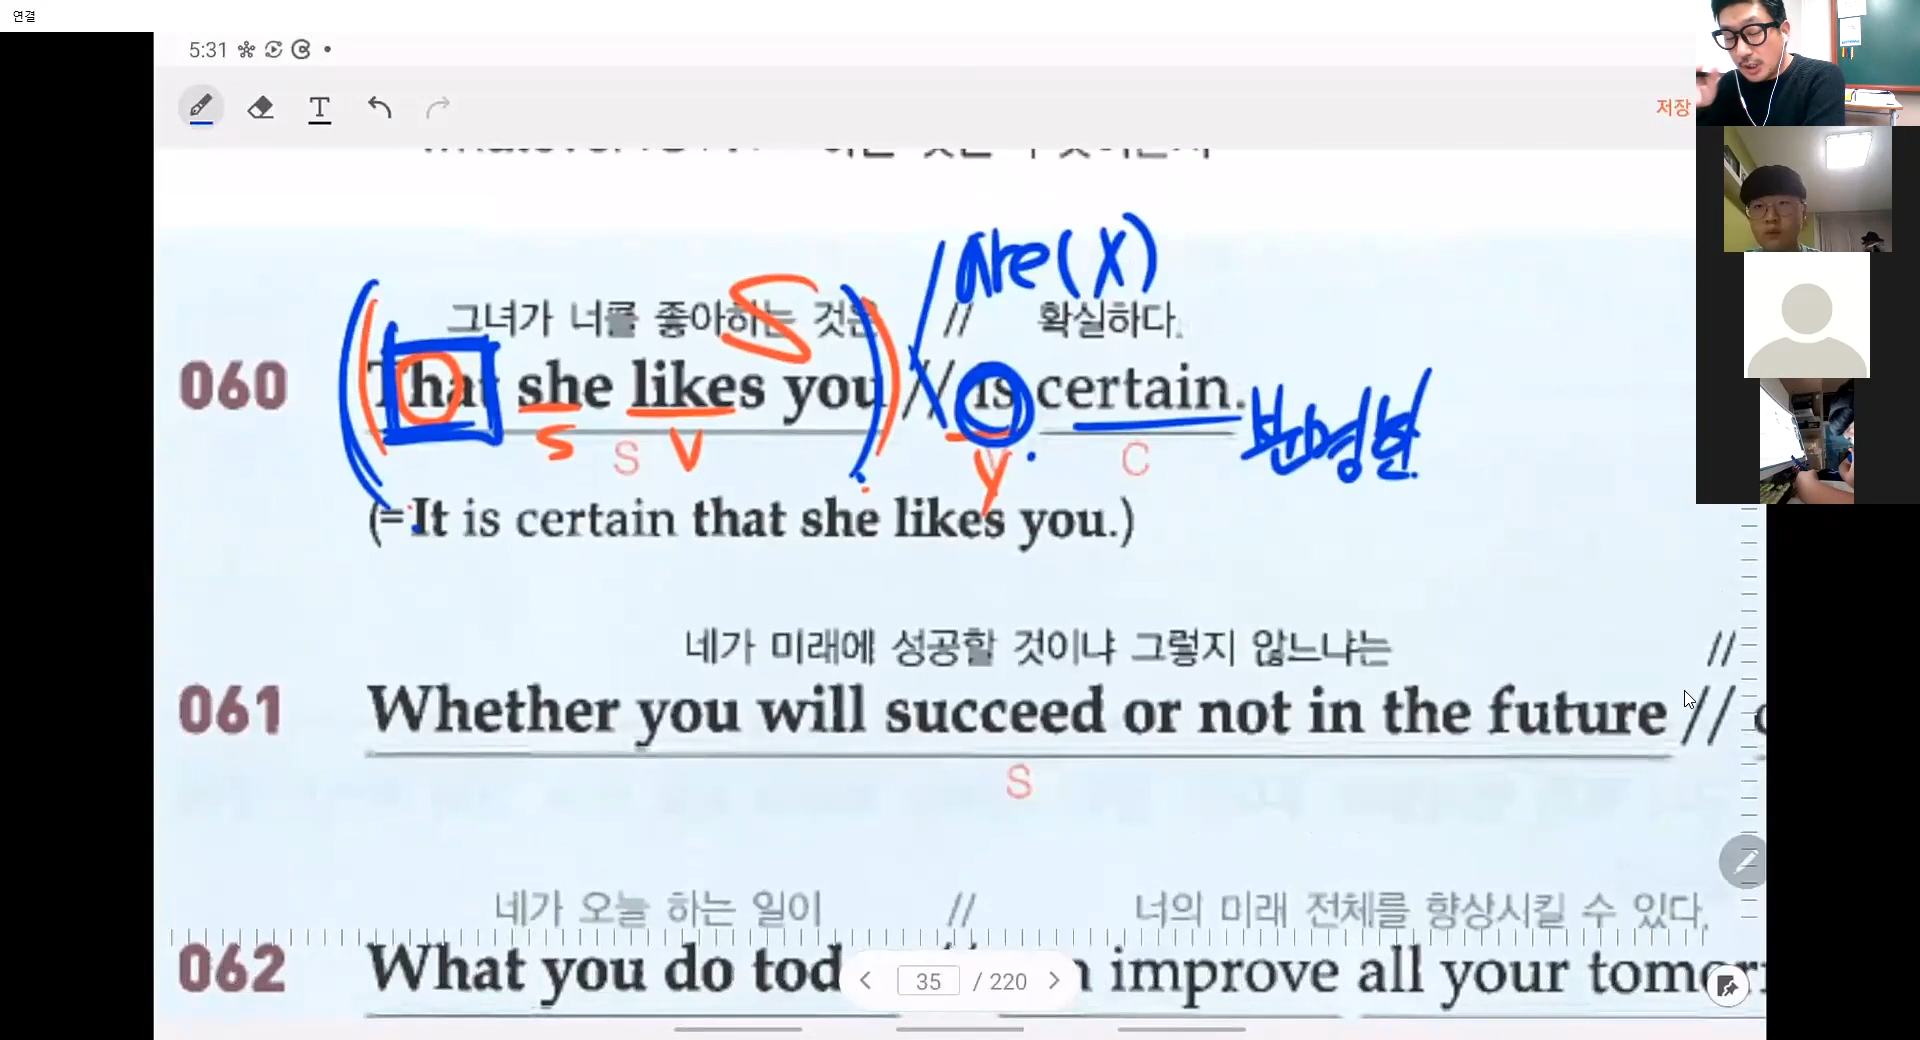 연결
5:31
T
저장
are(X)
그녀가 너를 좋아하는 것은 // 확실하다.
S
060 That she likes you // is certain.
분명한
S V
S V C
(=It is certain that she likes you.)
네가 미래에 성공할 것이냐 그렇지 않느냐는 //
061 Whether you will succeed or not in the future //
S
네가 오늘 하는 일이 // 너의 미래 전체를 향상시킬 수 있다.
062 What you do improve all your
35 / 220